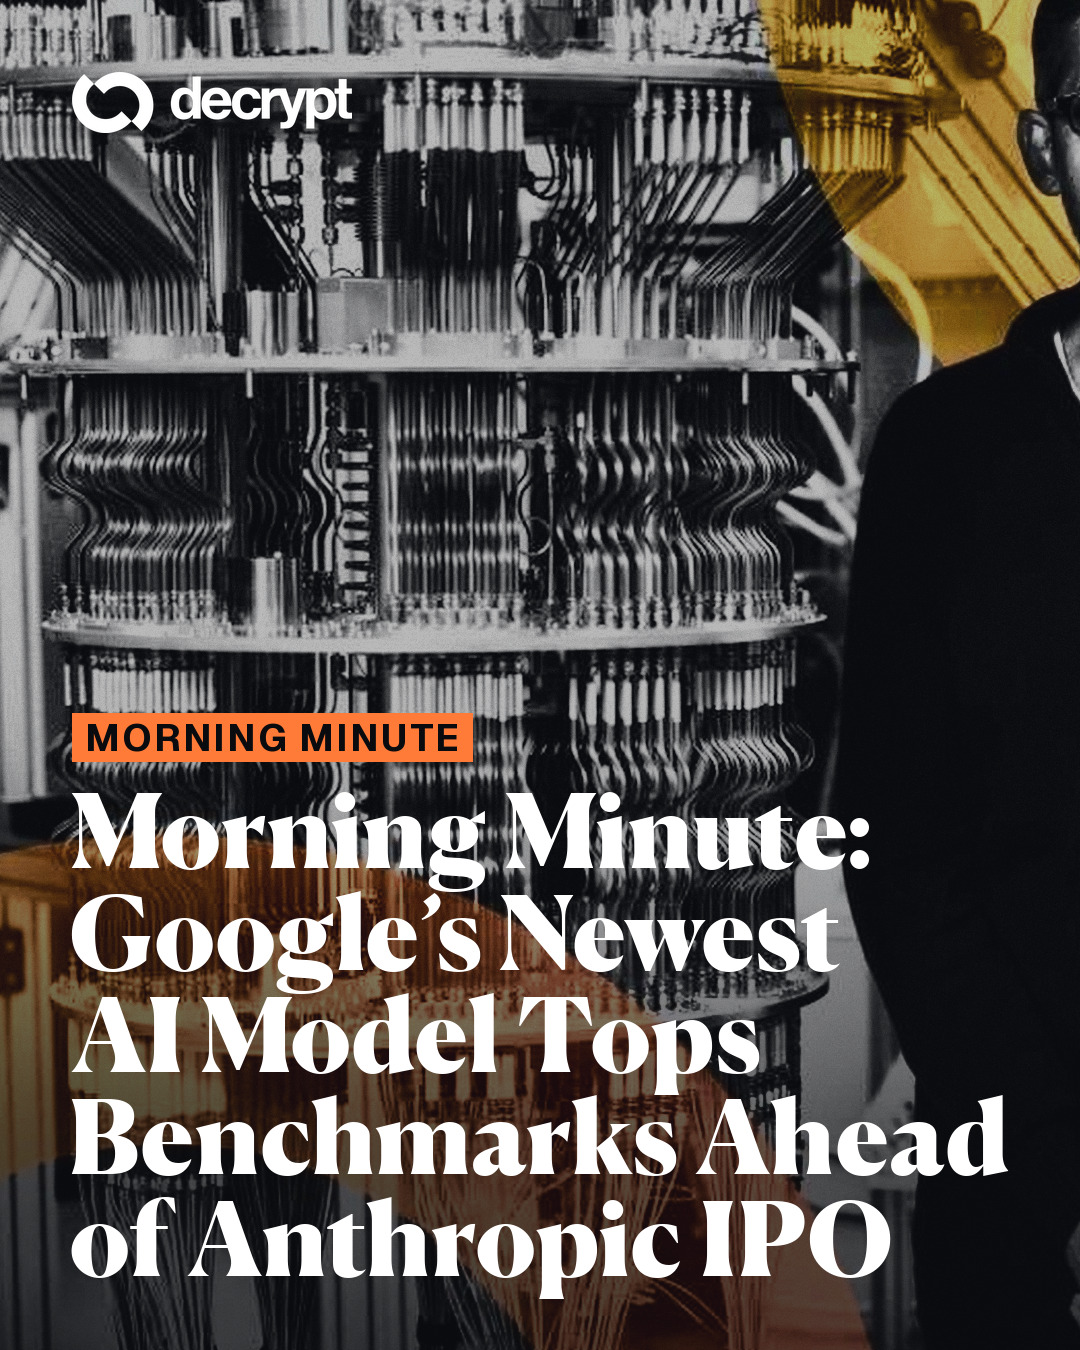 decrypt
MORNING MINUTE
Morning Minute:
Google’s Newest
AI Model Tops
Benchmarks Ahead
of Anthropic IPO